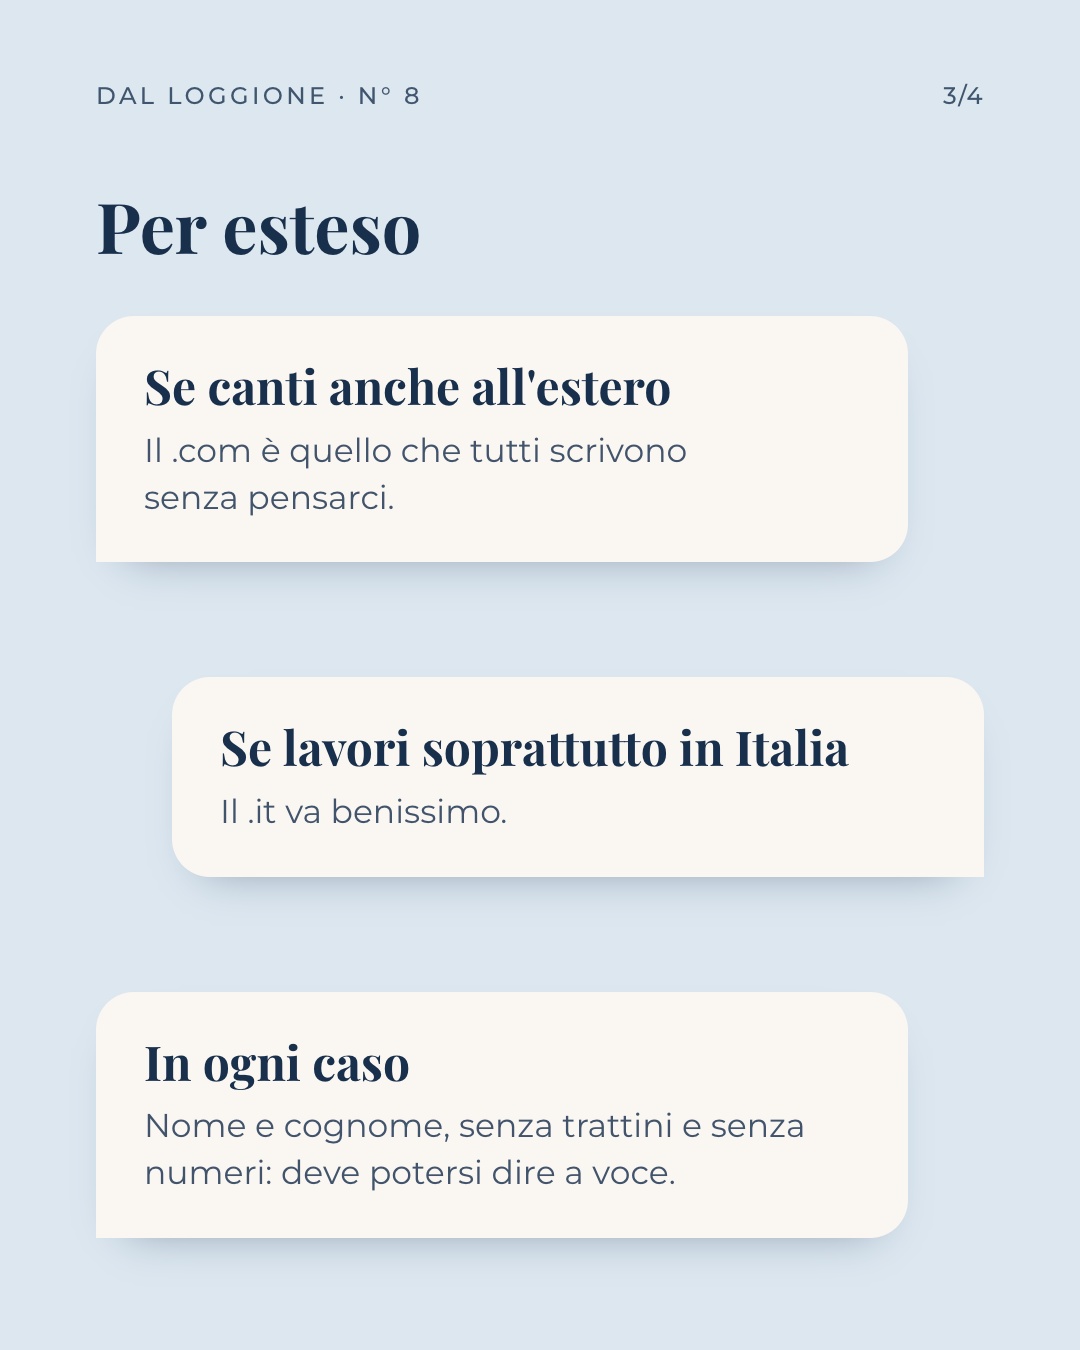 DAL LOGGIONE · N° 8
3/4
Per esteso
Se canti anche all'estero
Il .com è quello che tutti scrivono
senza pensarci.
Se lavori soprattutto in Italia
Il .it va benissimo.
In ogni caso
Nome e cognome, senza trattini e senza
numeri: deve potersi dire a voce.